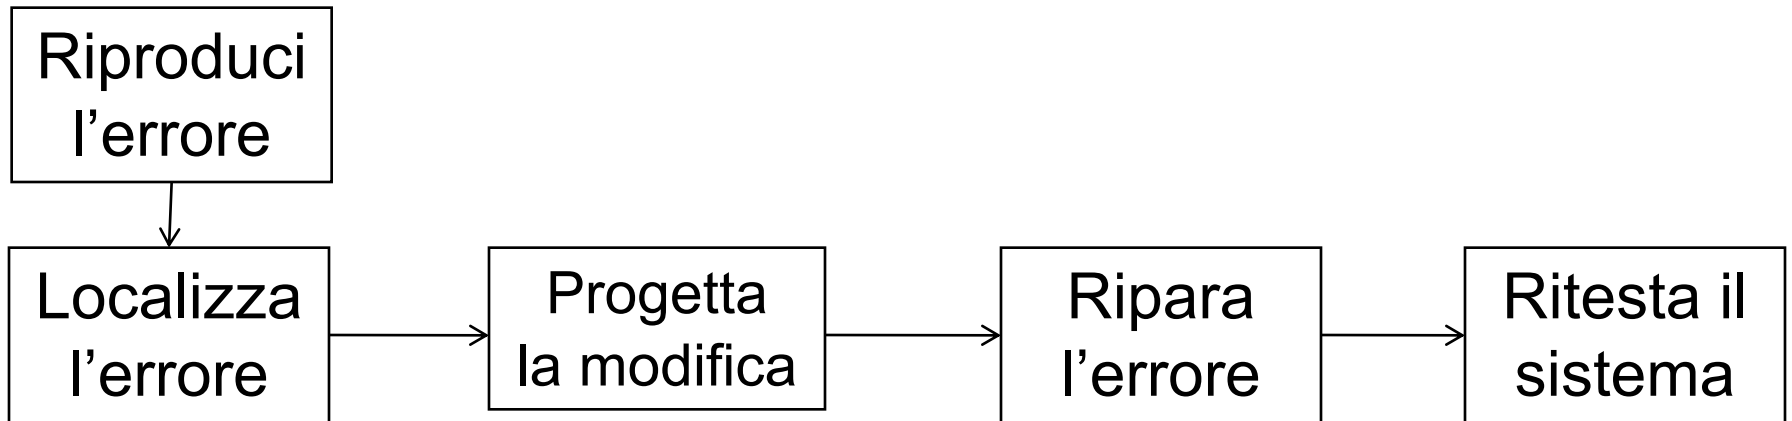 Riproduci
l’errore
Localizza
l’errore
Progetta
la modifica
Ripara
l’errore
Ritesta il
sistema